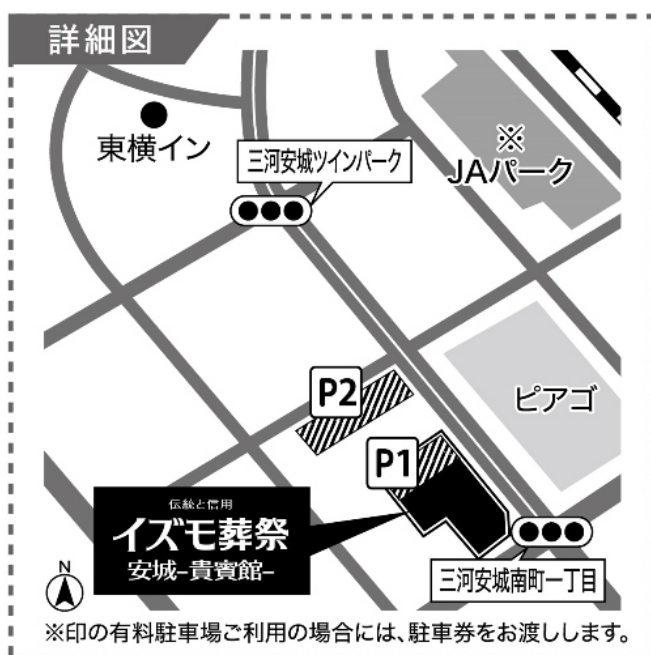 詳細図
東横イン
三河安城ツインパーク
※
JAパーク
P2
ピアゴ
P1
伝統と信用
イズモ葬祭
安城-貴賓館-
三河安城南町一丁目
N
※印の有料駐車場ご利用の場合には、駐車券をお渡しします。